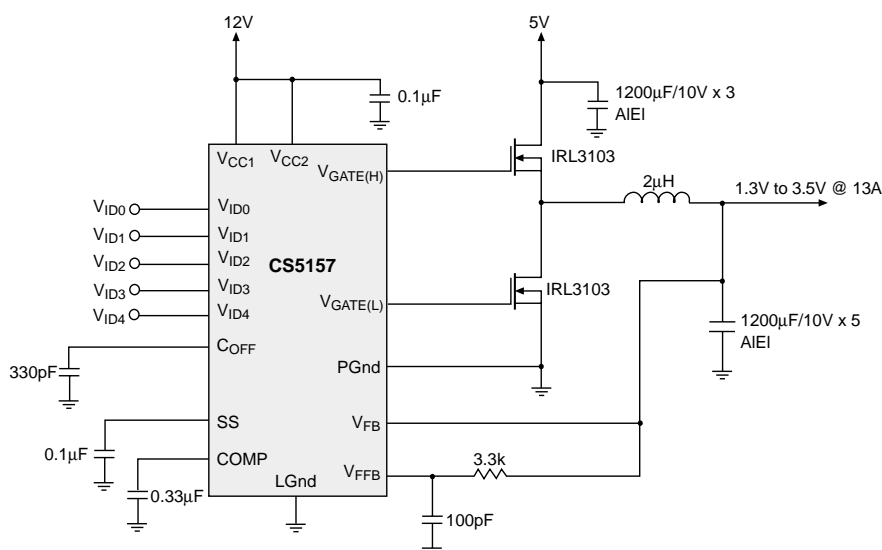 12V
5V
0.1μF
1200μF/10V x 3
AlEl
VCC1
VCC2
VGATE(H)
IRL3103
2μH
1.3V to 3.5V @ 13A
VID0
VID0
VID1
VID1
VID2
VID2
CS5157
VID3
VID3
VID4
VID4
VGATE(L)
IRL3103
1200μF/10V x 5
AlEl
COFF
330pF
PGnd
SS
VFB
0.1μF
COMP
3.3k
VFFB
LGnd
0.33μF
100pF